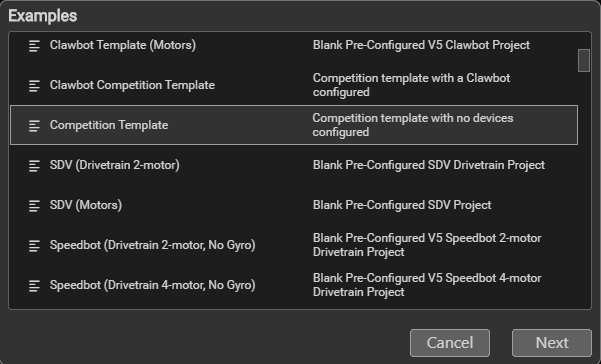 Examples
Clawbot Template (Motors) Blank Pre-Configured V5 Clawbot Project
Clawbot Competition Template Competition template with a Clawbot
configured
Competition Template Competition template with no devices
configured
SDV (Drivetrain 2-motor) Blank Pre-Configured SDV Drivetrain Project
SDV (Motors) Blank Pre-Configured SDV Project
Speedbot (Drivetrain 2-motor, No Gyro) Blank Pre-Configured V5 Speedbot 2-motor
Drivetrain Project
Speedbot (Drivetrain 4-motor, No Gyro) Blank Pre-Configured V5 Speedbot 4-motor
Drivetrain Project
Cancel Next